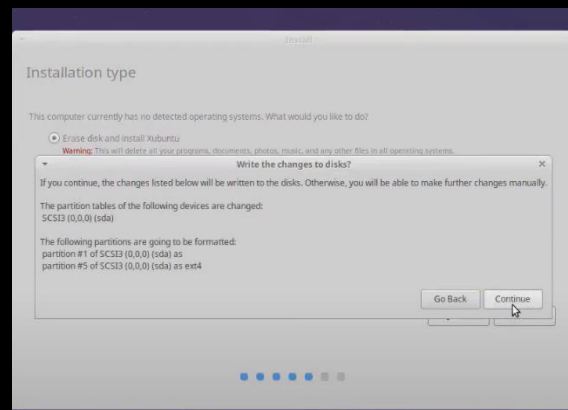 Install
Installation type
This computer currently has no detected operating systems. What would you like to do?
Erase disk and install Xubuntu
Warning: This will delete all your programs, documents, photos, music, and any other files in all operating systems.
Write the changes to disks?
If you continue, the changes listed below will be written to the disks. Otherwise, you will be able to make further changes manually.
The partition tables of the following devices are changed:
SCSI3 (0,0,0) (sda)
The following partitions are going to be formatted:
partition #1 of SCSI3 (0,0,0) (sda) as
partition #5 of SCSI3 (0,0,0) (sda) as ext4
Go Back
Continue